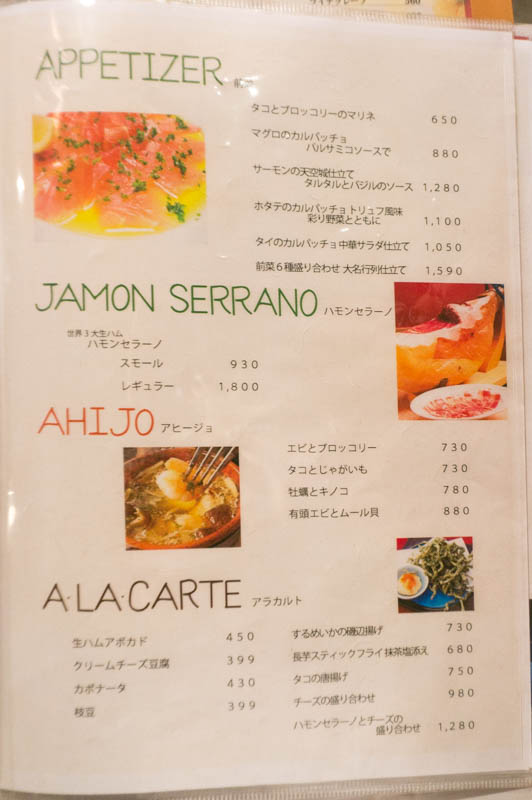 560
APPETIZER 前菜
タコとブロッコリーのマリネ 650
マグロのカルパッチョ
バルサミコソースで 880
サーモンの天空城仕立て
タルタルとバジルのソース 1,280
ホタテのカルパッチョ トリュフ風味
彩り野菜とともに 1,100
タイのカルパッチョ 中華サラダ仕立て 1,050
前菜6種盛り合わせ 大名行列仕立て 1,590
JAMON SERRANO ハモンセラーノ
世界3大生ハム
ハモンセラーノ
スモール 930
レギュラー 1,800
AHIJO アヒージョ
エビとブロッコリー 730
タコとじゃがいも 730
牡蠣とキノコ 780
有頭エビとムール貝 880
A・LA・CARTE アラカルト
生ハムアボカド 450
クリームチーズ豆腐 399
カポナータ 430
枝豆 399
するめいかの磯辺揚げ 730
長芋スティックフライ 抹茶塩添え 680
タコの唐揚げ 750
チーズの盛り合わせ 980
ハモンセラーノとチーズの
盛り合わせ 1,280